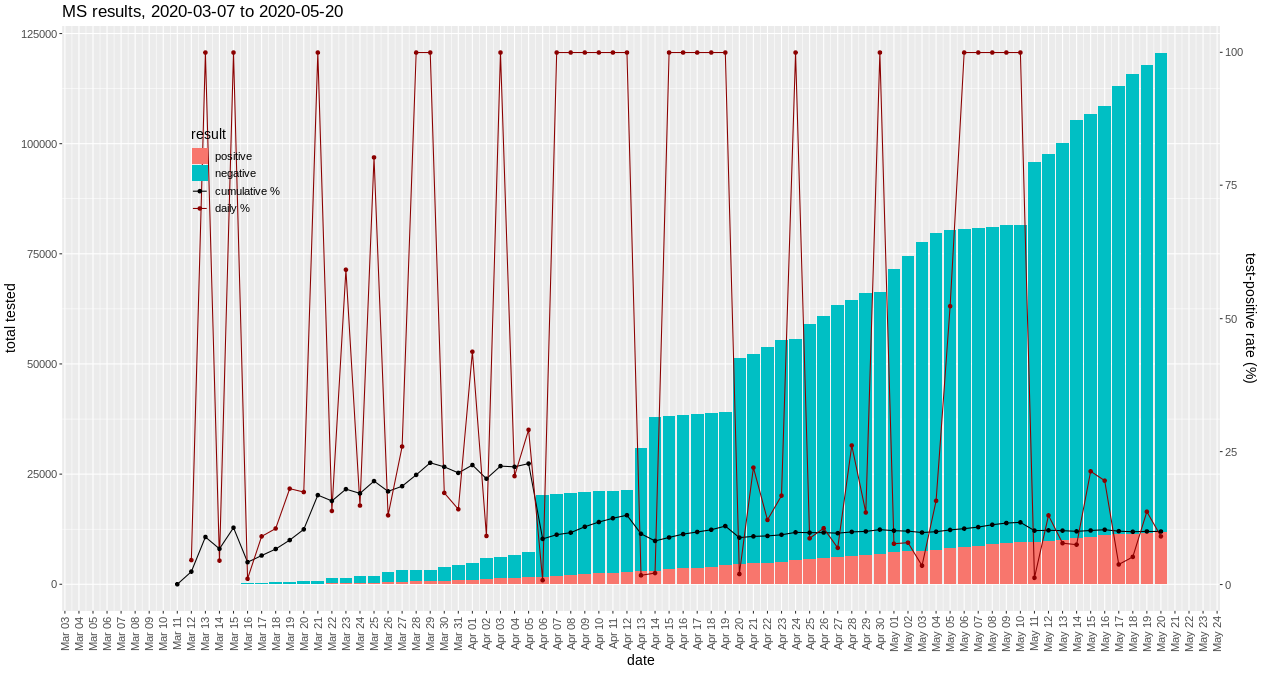 MS results, 2020-03-07 to 2020-05-20
total tested
125000
100000
75000
50000
25000
0
result
positive
negative
cumulative %
daily %
100
75
50
25
0
test-positive rate (%)
Mar 03
Mar 04
Mar 05
Mar 06
Mar 07
Mar 08
Mar 09
Mar 10
Mar 11
Mar 12
Mar 13
Mar 14
Mar 15
Mar 16
Mar 17
Mar 18
Mar 19
Mar 20
Mar 21
Mar 22
Mar 23
Mar 24
Mar 25
Mar 26
Mar 27
Mar 28
Mar 29
Mar 30
Mar 31
Apr 01
Apr 02
Apr 03
Apr 04
Apr 05
Apr 06
Apr 07
Apr 08
Apr 09
Apr 10
Apr 11
Apr 12
Apr 13
Apr 14
Apr 15
Apr 16
Apr 17
Apr 18
Apr 19
Apr 20
Apr 21
Apr 22
Apr 23
Apr 24
Apr 25
Apr 26
Apr 27
Apr 28
Apr 29
Apr 30
May 01
May 02
May 03
May 04
May 05
May 06
May 07
May 08
May 09
May 10
May 11
May 12
May 13
May 14
May 15
May 16
May 17
May 18
May 19
May 20
May 21
May 22
May 23
May 24
date